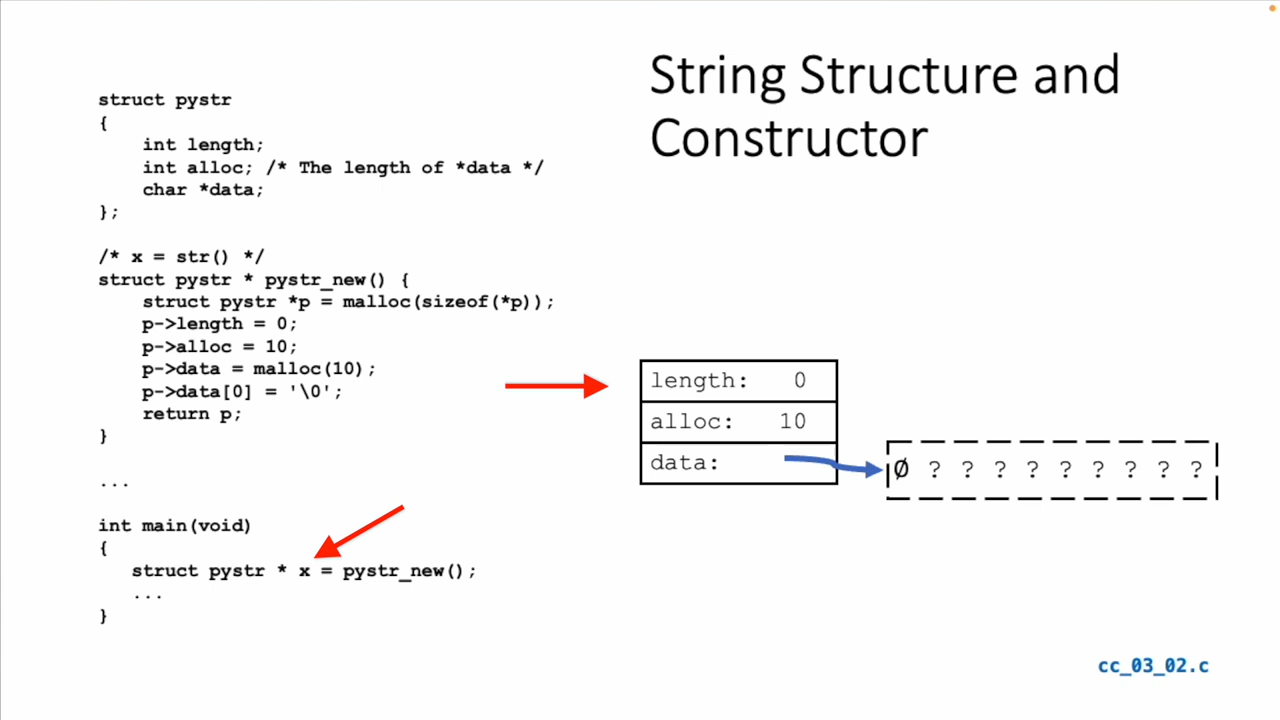 String Structure and
Constructor
struct pystr
{
    int length;
    int alloc; /* The length of *data */
    char *data;
};
/* x = str() */
struct pystr * pystr_new() {
    struct pystr *p = malloc(sizeof(*p));
    p->length = 0;
    p->alloc = 10;
    p->data = malloc(10);
    p->data[0] = '\0';
    return p;
}
...
int main(void)
{
   struct pystr * x = pystr_new();
   ...
}
length: 0
alloc: 10
data:
Ø ? ? ? ? ? ? ? ? ?
cc_03_02.c